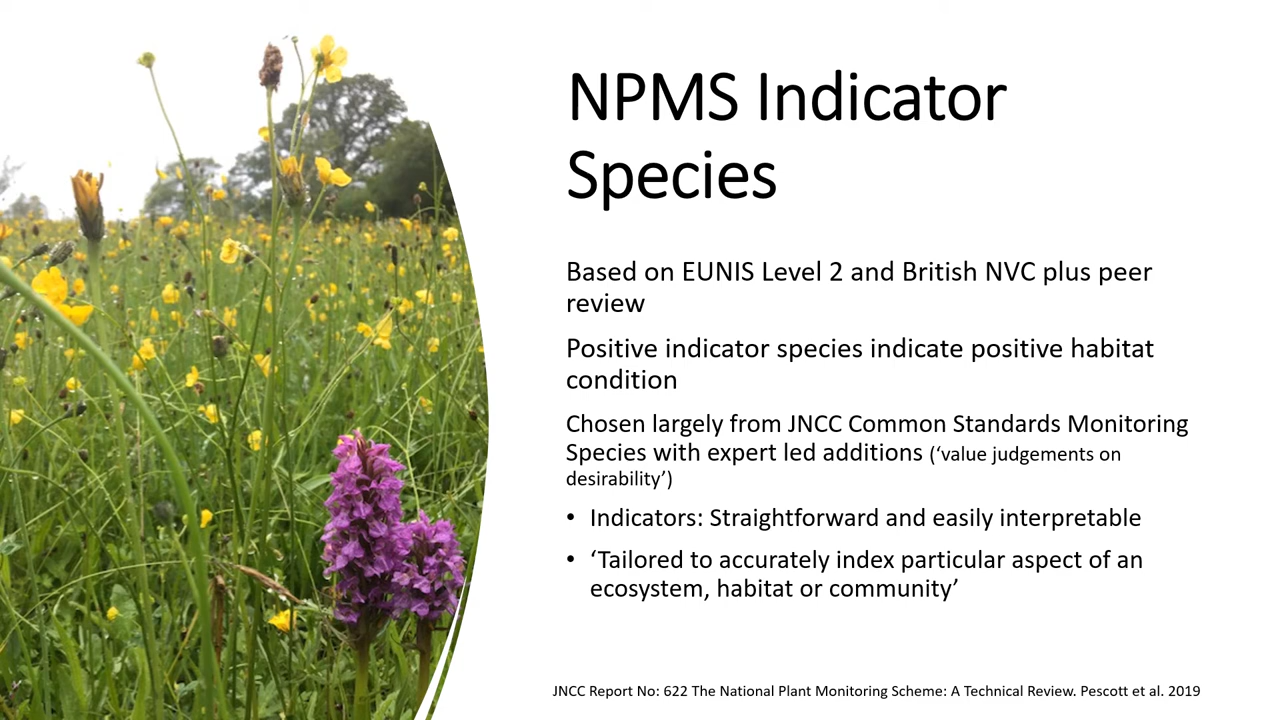 NPMS Indicator
Species
Based on EUNIS Level 2 and British NVC plus peer
review
Positive indicator species indicate positive habitat
condition
Chosen largely from JNCC Common Standards Monitoring
Species with expert led additions (‘value judgements on
desirability’)
• Indicators: Straightforward and easily interpretable
• ‘Tailored to accurately index particular aspect of an
ecosystem, habitat or community’
JNCC Report No: 622 The National Plant Monitoring Scheme: A Technical Review. Pescott et al. 2019